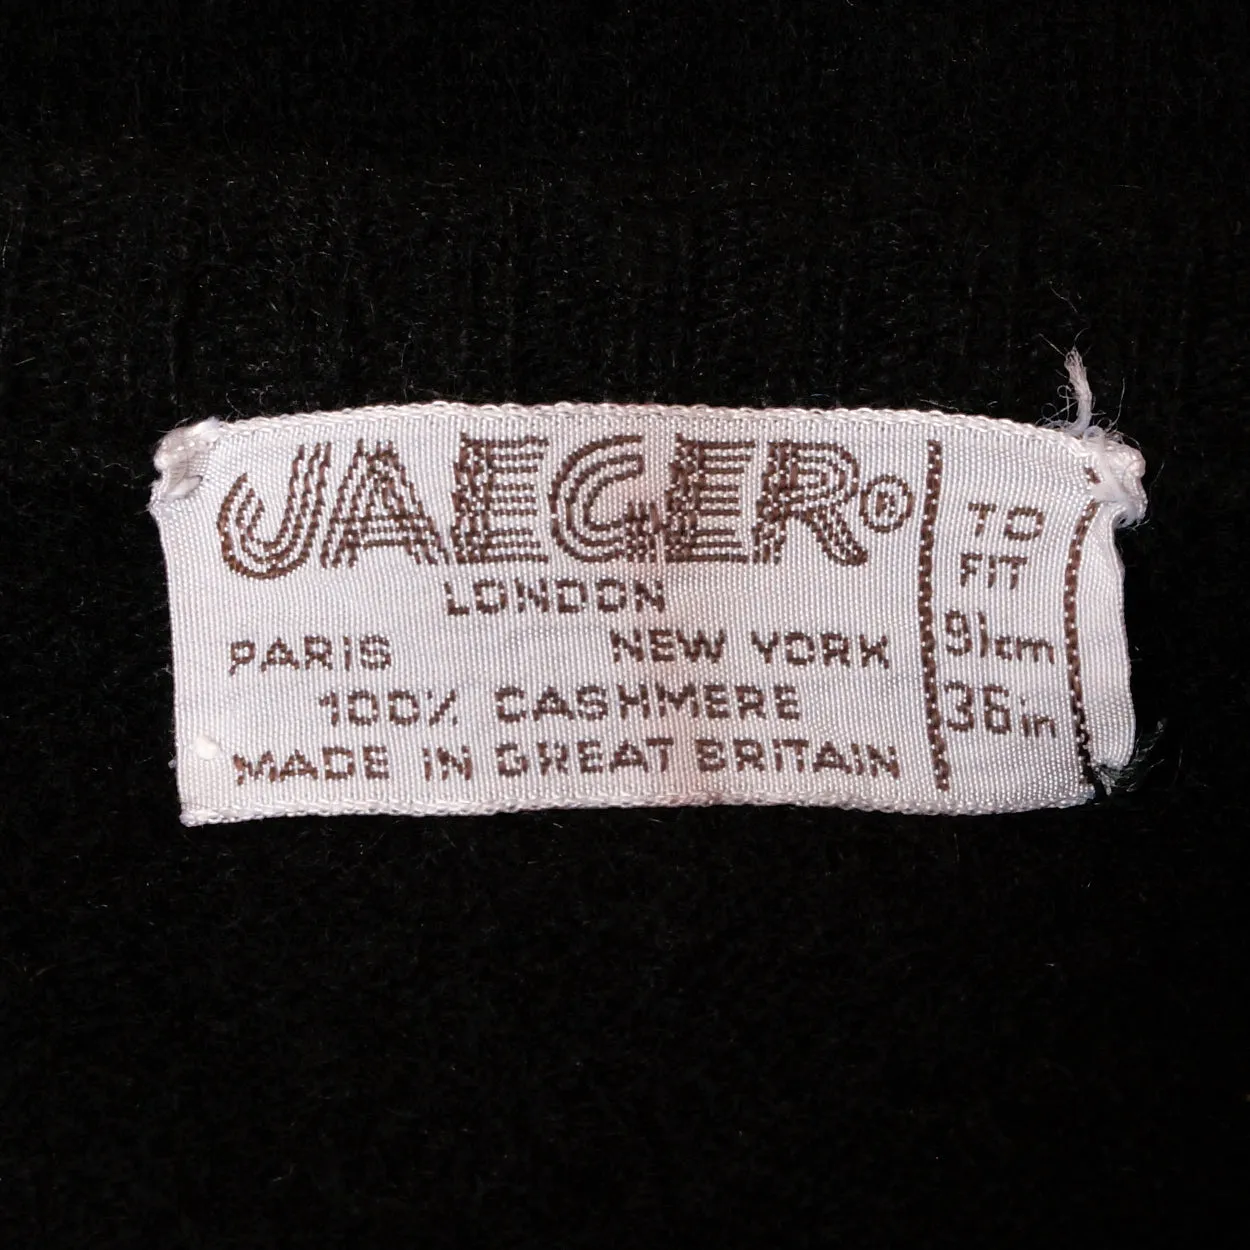 JAEGER®
LONDON
PARIS NEW YORK
100% CASHMERE
MADE IN GREAT BRITAIN
TO
FIT
91cm
36in